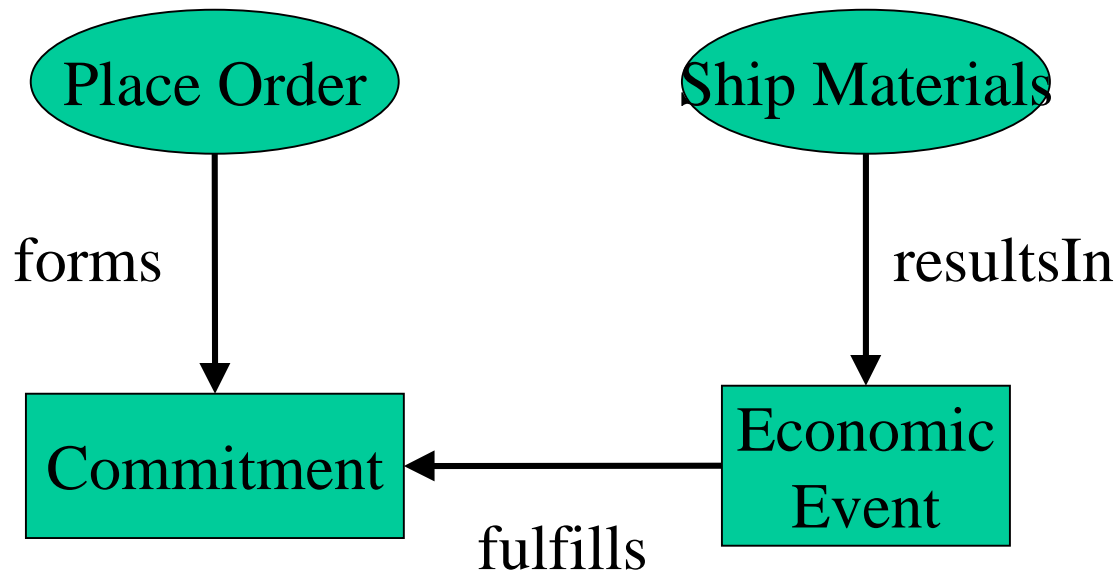 Place Order
Ship Materials
forms
resultsIn
Commitment
Economic
Event
fulfills